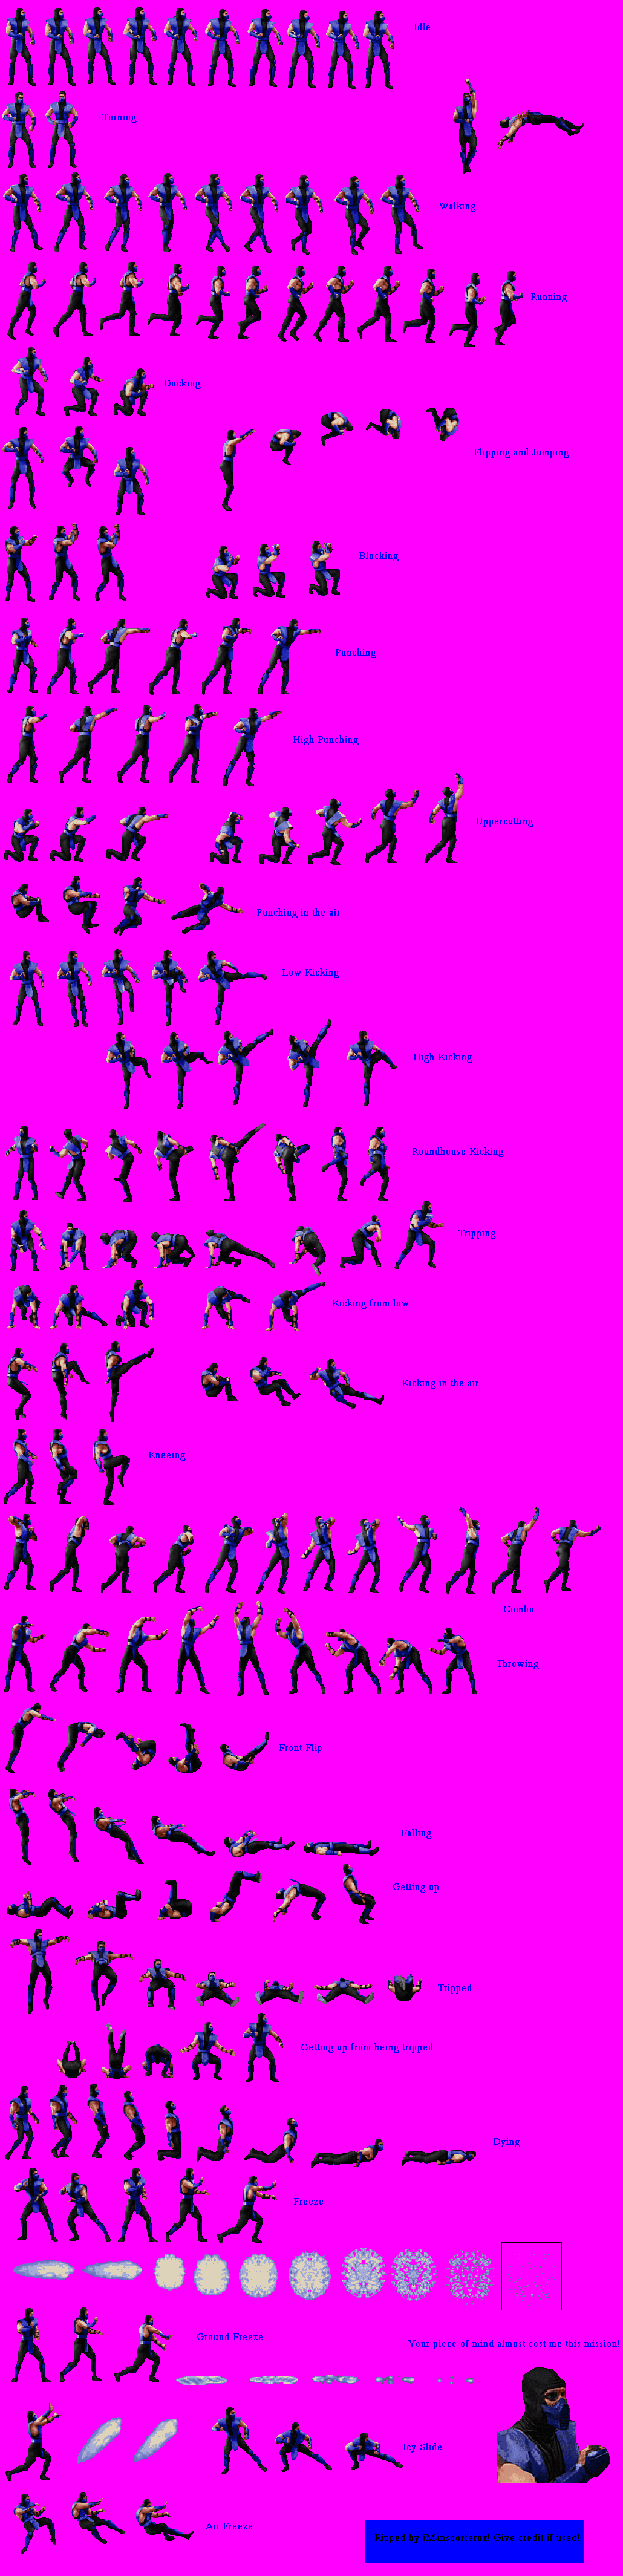 Idle
Turning
Walking
Running
Ducking
Flipping and Jumping
Blocking
Punching
High Punching
Uppercutting
Punching in the air
Low Kicking
High Kicking
Roundhouse Kicking
Tripping
Kicking from low
Kicking in the air
Kneeing
Combo
Throwing
Front Flip
Falling
Getting up
Tripped
Getting up from being tripped
Dying
Freeze
Ground Freeze
Your piece of mind almost cost me this mission!
Icy Slide
Air Freeze
Ripped by Give credit if used!